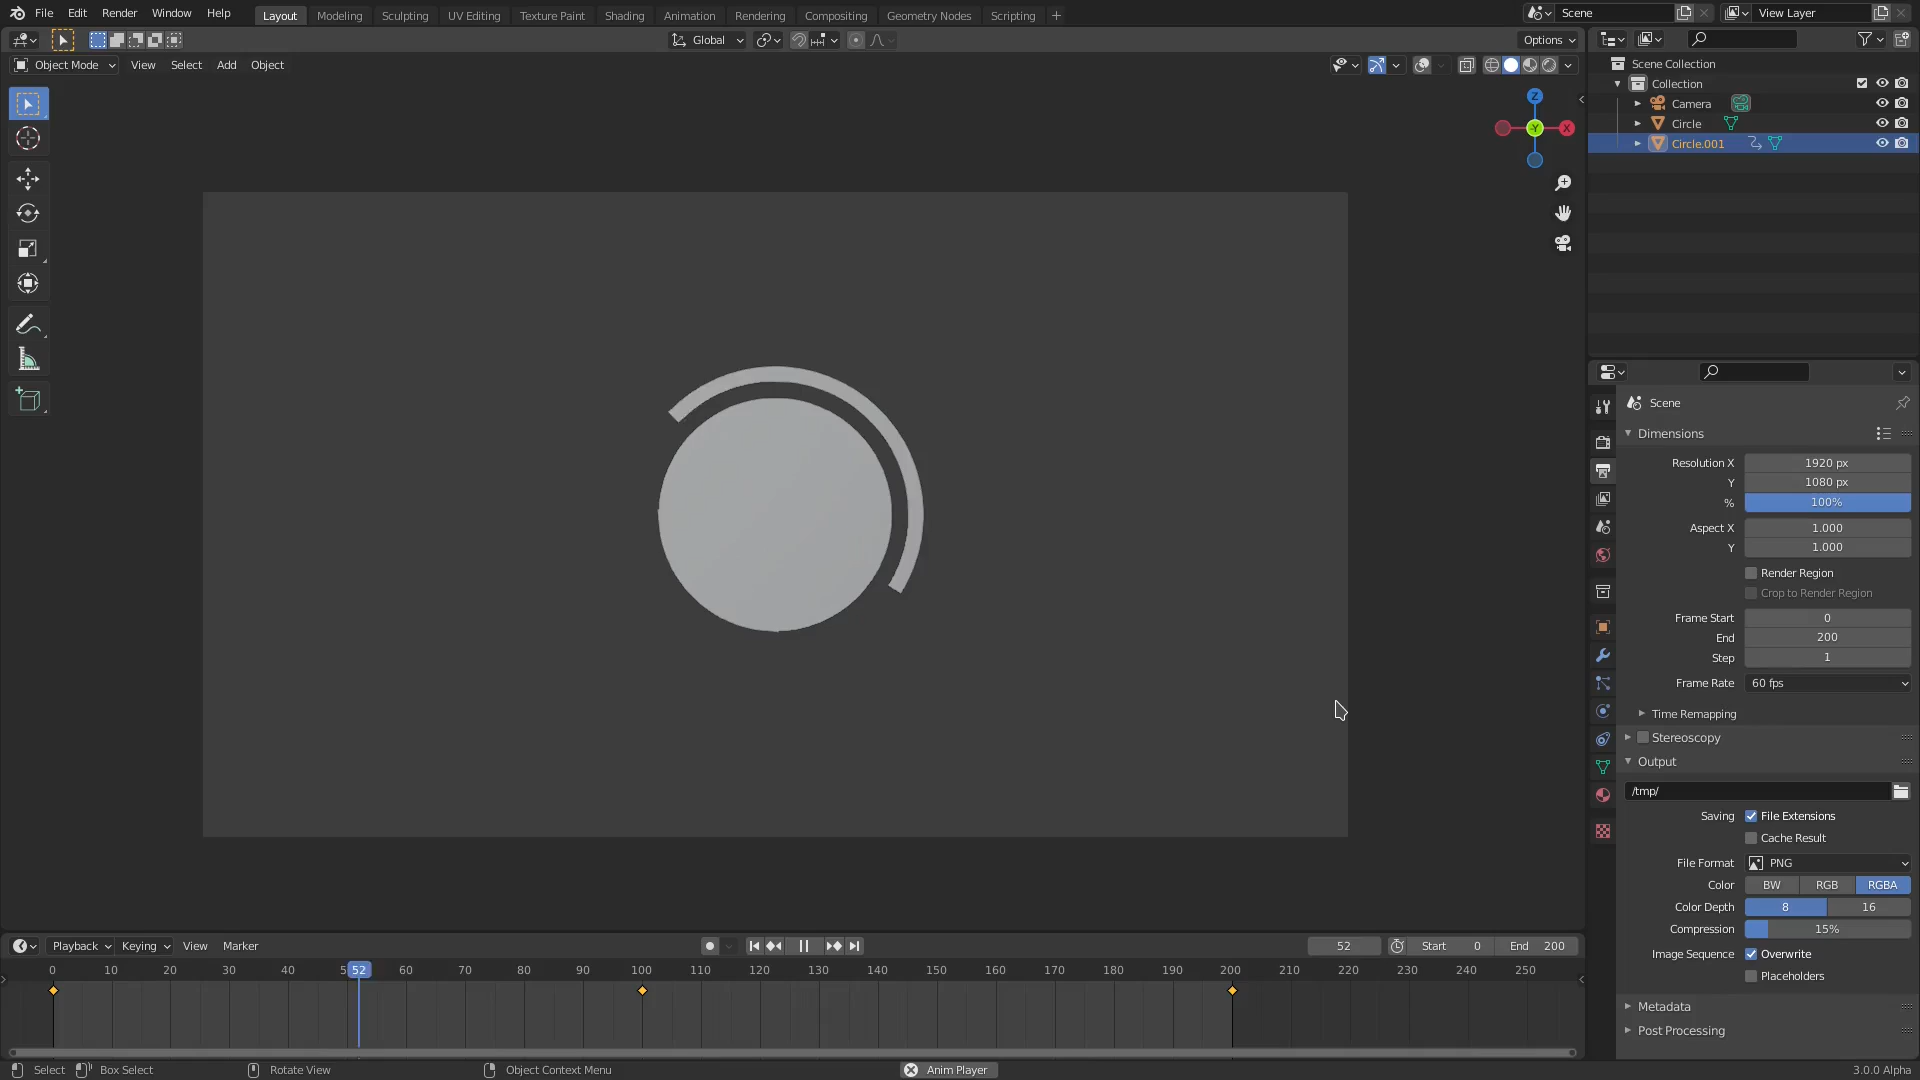 File Edit Render Window Help Layout Modeling Sculpting UV Editing Texture Paint Shading Animation Rendering Compositing Geometry Nodes Scripting + Scene View Layer
Global Options
Object Mode View Select Add Object
Z
Y X
Scene Collection
Collection
Camera
Circle
Circle.001
Scene
Dimensions
Resolution X 1920 px
Y 1080 px
% 100%
Aspect X 1.000
Y 1.000
Render Region
Crop to Render Region
Frame Start 0
End 200
Step 1
Frame Rate 60 fps
Time Remapping
Stereoscopy
Output
/tmp/
Saving File Extensions
Cache Result
File Format PNG
Color BW RGB RGBA
Color Depth 8 16
Compression 15%
Image Sequence Overwrite
Placeholders
Metadata
Post Processing
Playback Keying View Marker 52 Start 0 End 200
0 10 20 30 40 5 52 60 70 80 90 100 110 120 130 140 150 160 170 180 190 200 210 220 230 240 250
Select Box Select Rotate View Object Context Menu Anim Player 3.0.0 Alpha